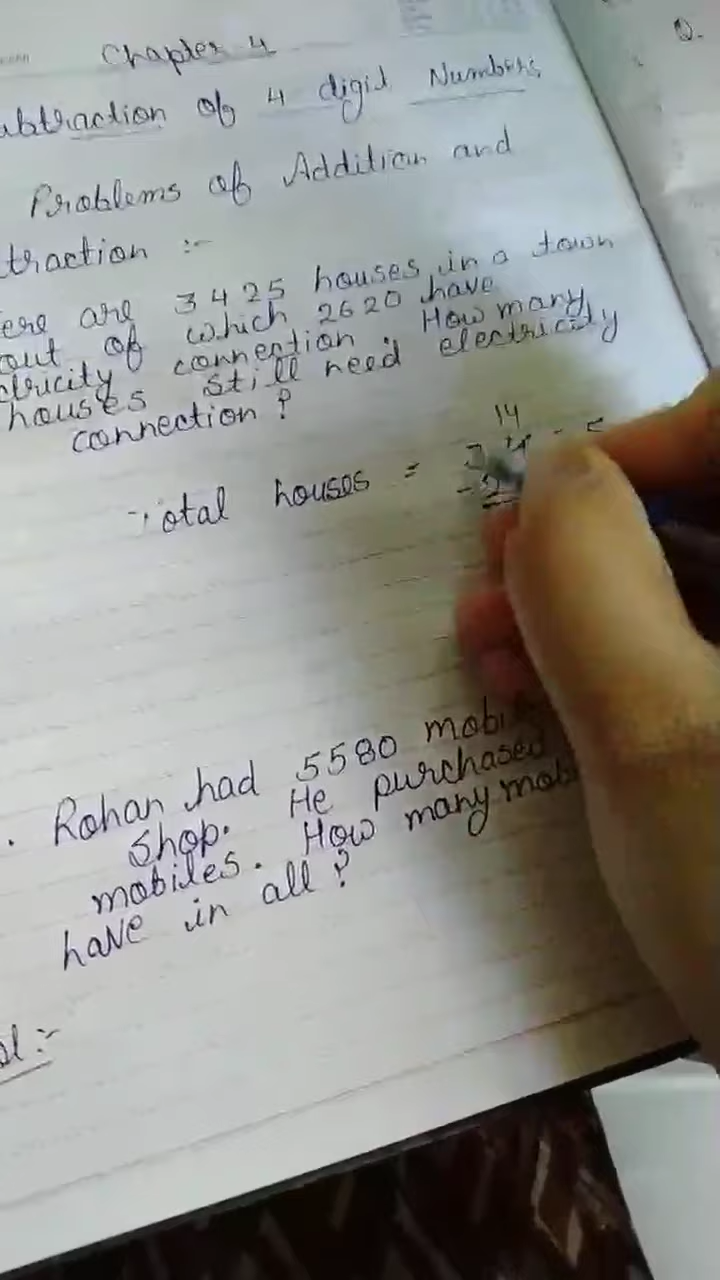 Chapter 4
ubtraction of 4 digit Numbers
Problems of Addition and
traction :-
ere are 3425 houses in a town
out of which 2620 have
ctricity connention. How many
houses still need electricity
connection ?
14
Total houses =
Rohan had 5580
Shop. He purchased
mobiles. How many
have in all ?
ol :-
Q.